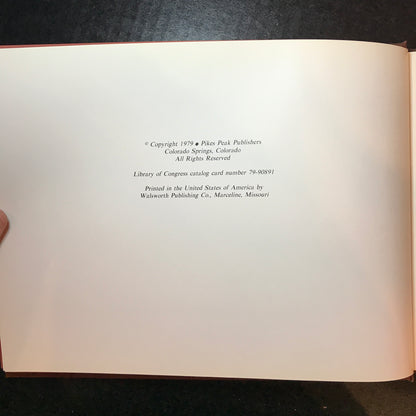 © Copyright 1979 ● Pikes Peak Publishers
Colorado Springs, Colorado
All Rights Reserved
Library of Congress catalog card number 79-90891
Printed in the United States of America by
Walsworth Publishing Co., Marceline, Missouri